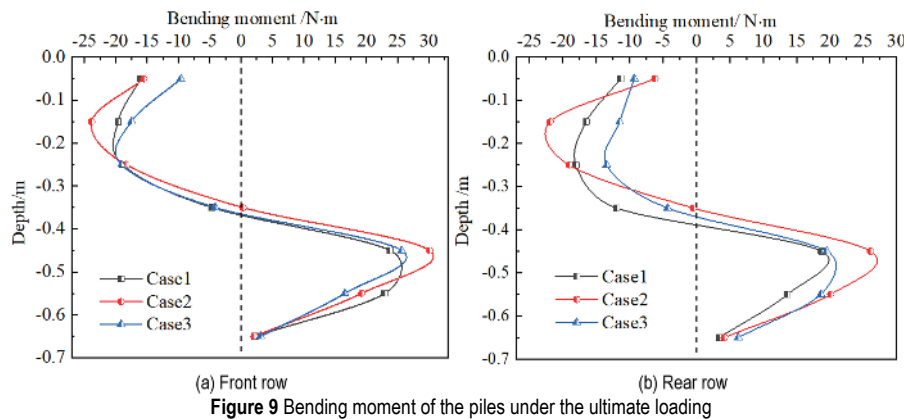 Bending moment /N·m
-25 -20 -15 -10 -5 0 5 10 15 20 25 30
0.0
-0.1
-0.2
-0.3
-0.4
-0.5
-0.6
-0.7
Depth/m
Case1
Case2
Case3
(a) Front row
Bending moment/ N·m
-25 -20 -15 -10 -5 0 5 10 15 20 25 30
0.0
-0.1
-0.2
-0.3
-0.4
-0.5
-0.6
-0.7
Depth/m
Case1
Case2
Case3
(b) Rear row
Figure 9 Bending moment of the piles under the ultimate loading